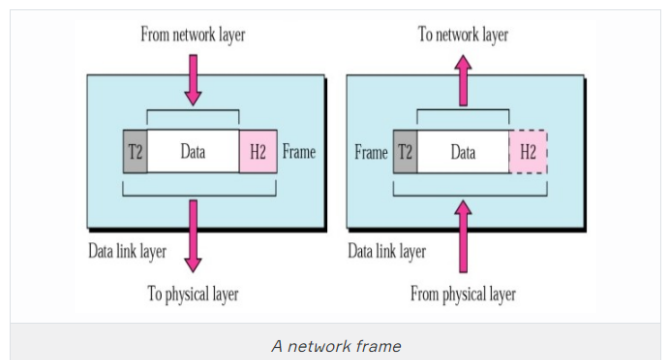 From network layer
T2 Data H2 Frame
Data link layer
To physical layer
To network layer
Frame T2 Data H2
Data link layer
From physical layer
A network frame